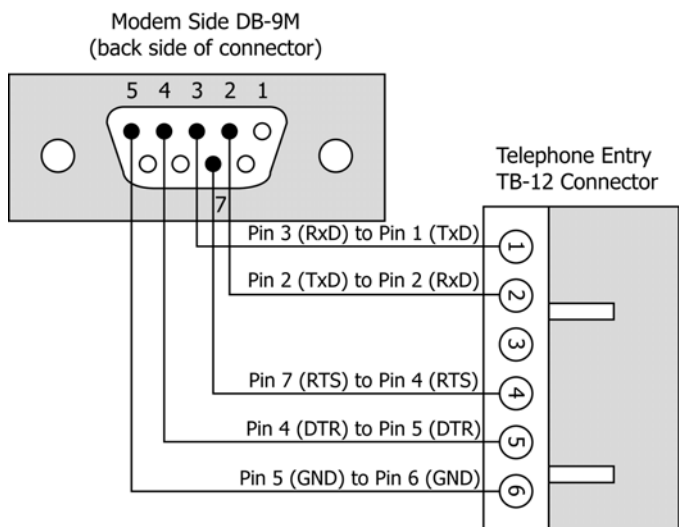 Modem Side DB-9M
(back side of connector)
5 4 3 2 1
7
Telephone Entry
TB-12 Connector
Pin 3 (RxD) to Pin 1 (TxD)
1
Pin 2 (TxD) to Pin 2 (RxD)
2
3
Pin 7 (RTS) to Pin 4 (RTS)
4
Pin 4 (DTR) to Pin 5 (DTR)
5
Pin 5 (GND) to Pin 6 (GND)
6